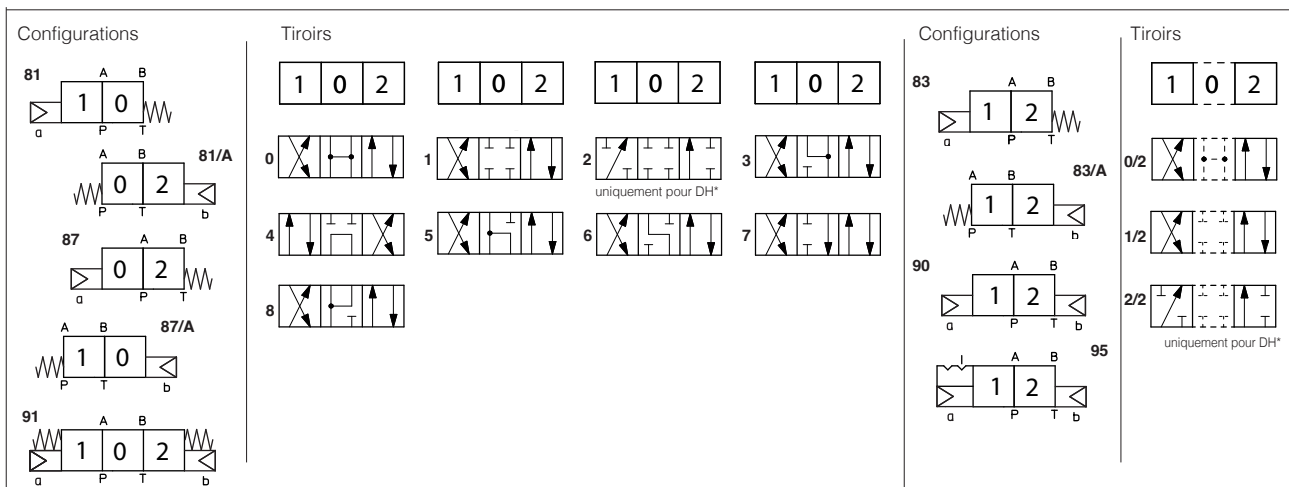 Configurations Tiroirs Configurations Tiroirs
81 A B
1 0
a P T
A B 81/A
0 2
P T b
87 A B
0 2
a P T
A B 87/A
1 0
P T b
91 A B
1 0 2
a P T b
1 0 2 1 0 2 1 0 2 1 0 2
0 1 2 3
uniquement pour DH*
4 5 6 7
8
83 A B
1 2
a P T
A B 83/A
1 2
P T b
90 A B
1 2
a P T b
A B 95
1 2
a P T b
1 0 2
0/2
1/2
2/2
uniquement pour DH*